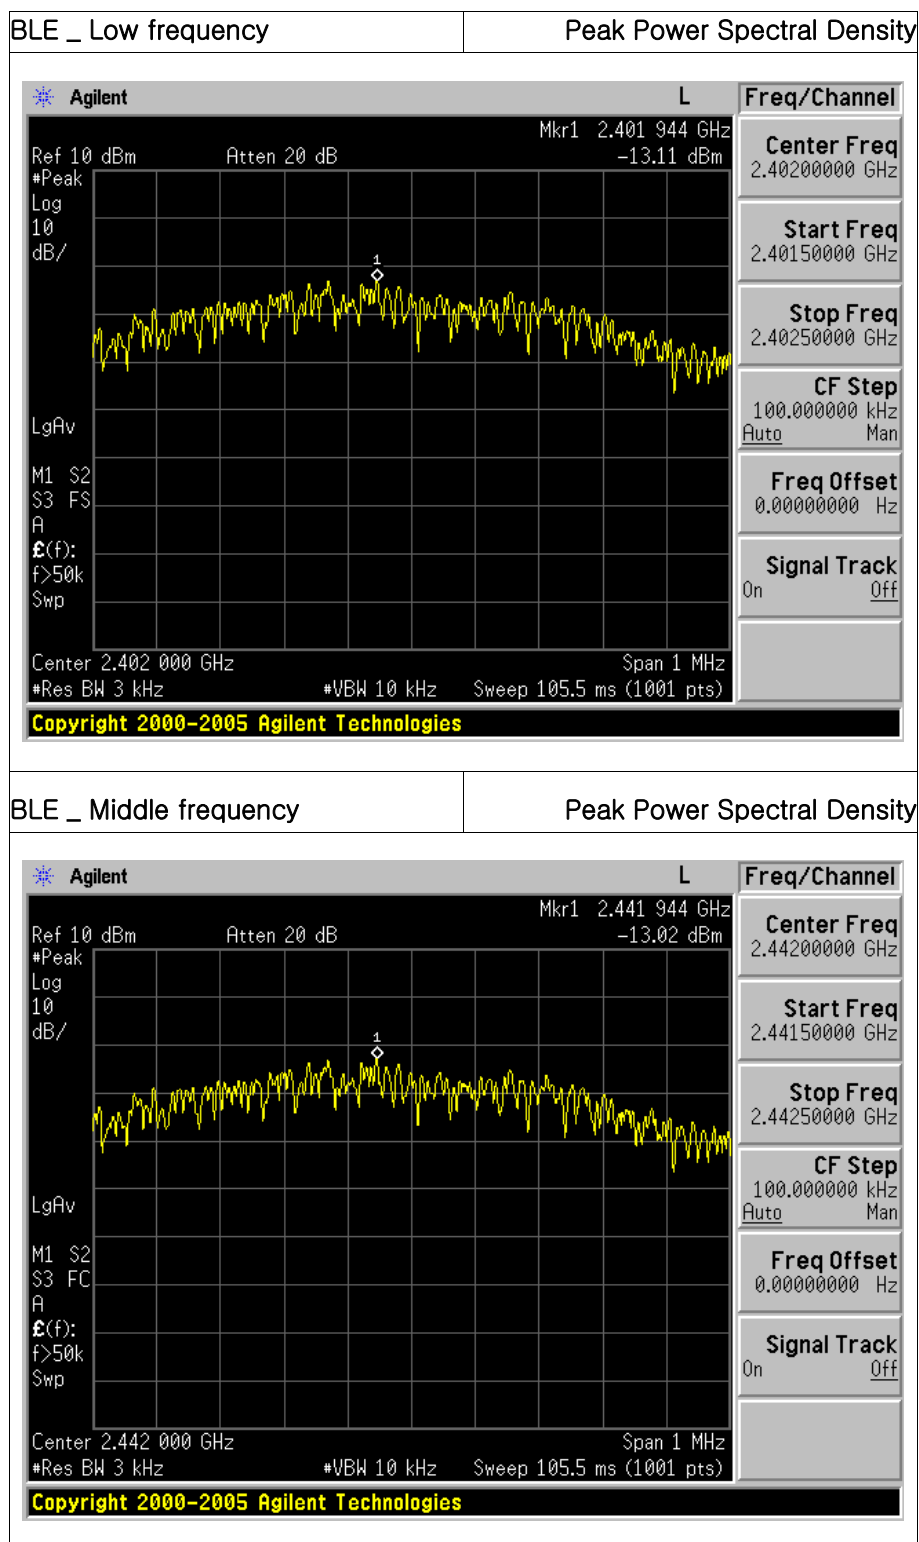 BLE _ Low frequency Peak Power Spectral Density
Agilent L Freq/Channel
Mkr1 2.401 944 GHz
Ref 10 dBm Atten 20 dB -13.11 dBm
#Peak
Log
10
dB/
1
LgAv
M1 S2
S3 FS
A
£(f):
f>50k
Swp
Center 2.402 000 GHz Span 1 MHz
#Res BW 3 kHz #VBW 10 kHz Sweep 105.5 ms (1001 pts)
Center Freq
2.40200000 GHz
Start Freq
2.40150000 GHz
Stop Freq
2.40250000 GHz
CF Step
100.000000 kHz
Auto Man
Freq Offset
0.00000000 Hz
Signal Track
On Off
Copyright 2000-2005 Agilent Technologies
BLE _ Middle frequency Peak Power Spectral Density
Agilent L Freq/Channel
Mkr1 2.441 944 GHz
Ref 10 dBm Atten 20 dB -13.02 dBm
#Peak
Log
10
dB/
1
LgAv
M1 S2
S3 FC
A
£(f):
f>50k
Swp
Center 2.442 000 GHz Span 1 MHz
#Res BW 3 kHz #VBW 10 kHz Sweep 105.5 ms (1001 pts)
Center Freq
2.44200000 GHz
Start Freq
2.44150000 GHz
Stop Freq
2.44250000 GHz
CF Step
100.000000 kHz
Auto Man
Freq Offset
0.00000000 Hz
Signal Track
On Off
Copyright 2000-2005 Agilent Technologies